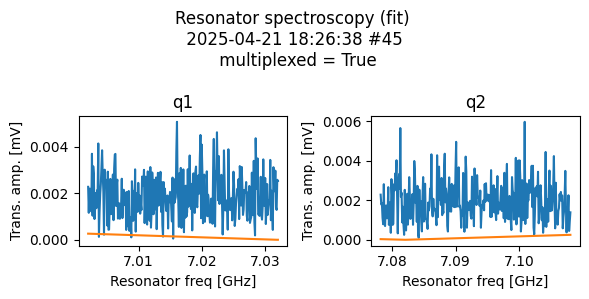 Resonator spectroscopy (fit)
2025-04-21 18:26:38 #45
multiplexed = True
q1
q2
Trans. amp. [mV]
0.004
0.002
0.000
7.01
7.02
7.03
Resonator freq [GHz]
Trans. amp. [mV]
0.006
0.004
0.002
0.000
7.08
7.09
7.10
Resonator freq [GHz]